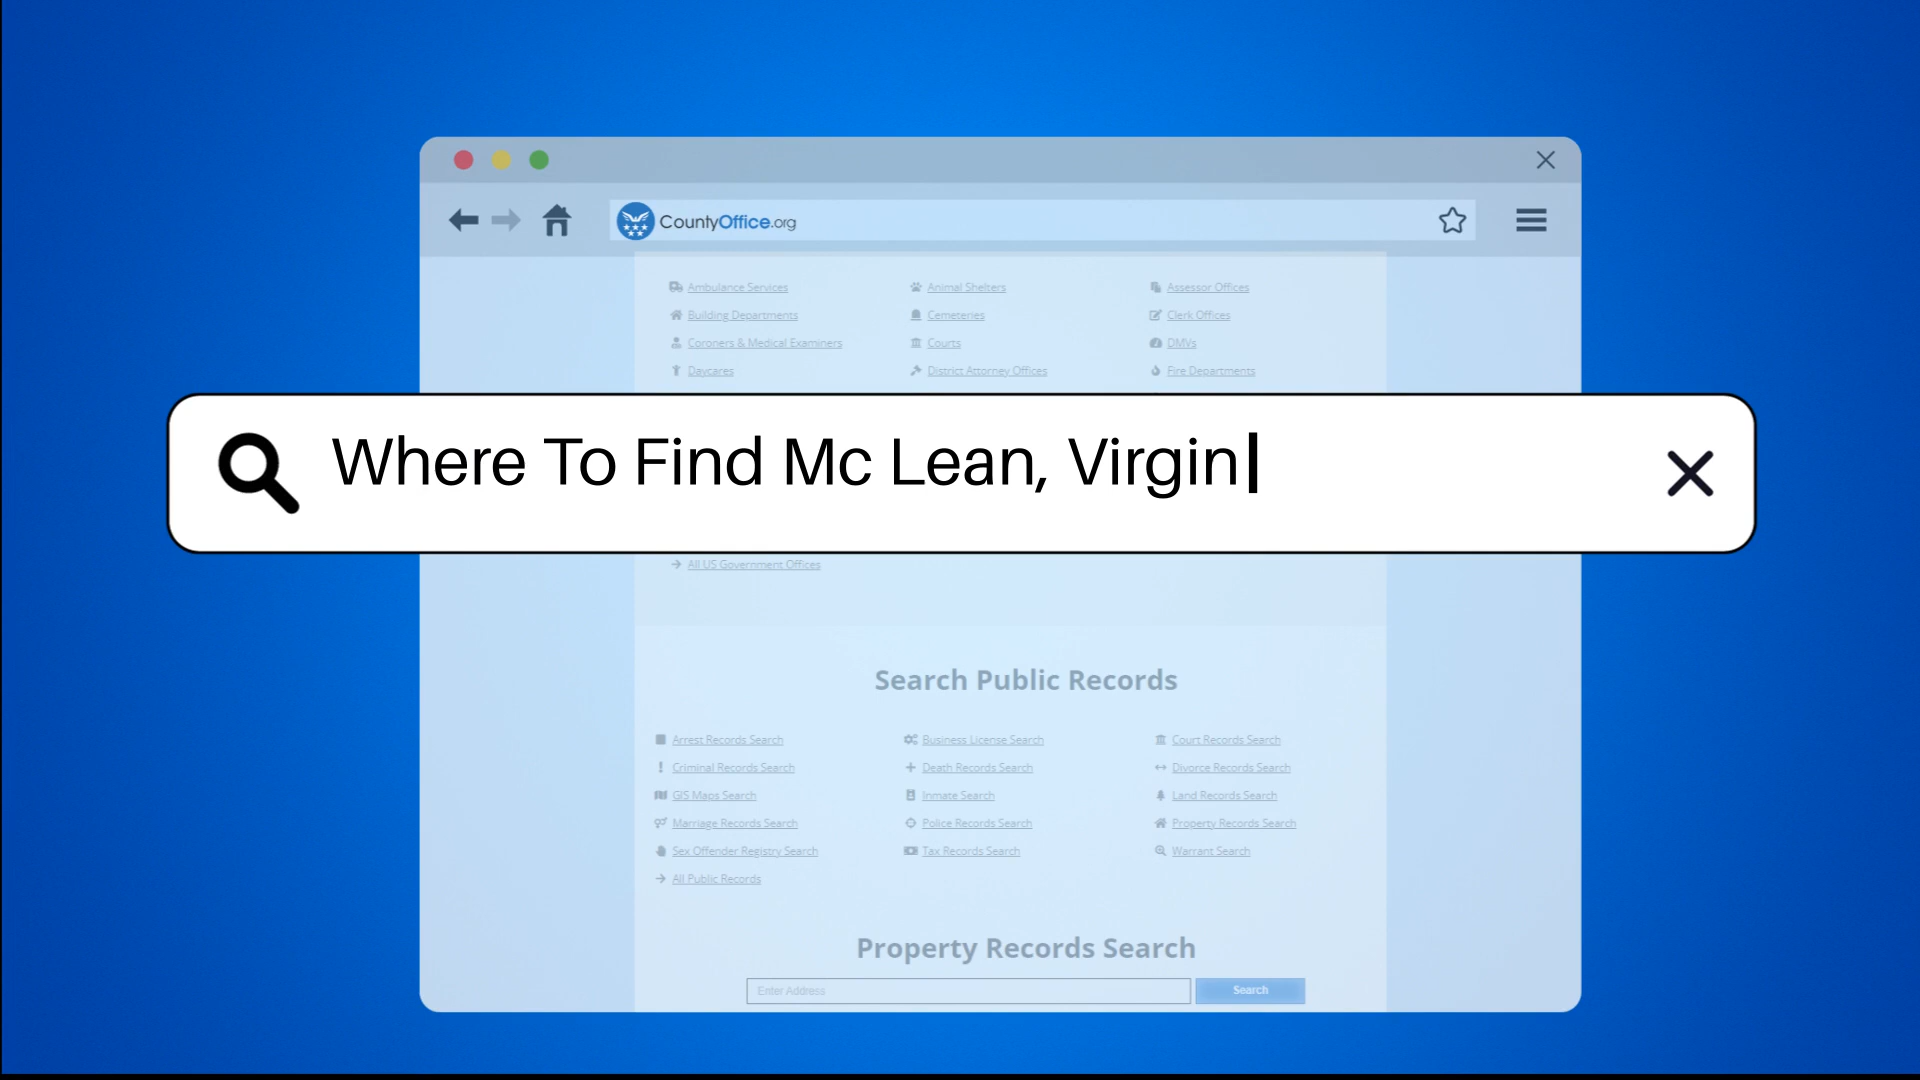 CountyOffice.org
Ambulance Services Animal Shelters Assessor Offices
Building Departments Cemeteries Clerk Offices
Coroners & Medical Examiners Courts DMVs
Daycares District Attorney Offices Fire Departments
Where To Find Mc Lean, Virgin
All US Government Offices
Search Public Records
Arrest Records Search Business License Search Court Records Search
Criminal Records Search Death Records Search Divorce Records Search
GIS Maps Search Inmate Search Land Records Search
Marriage Records Search Police Records Search Property Records Search
Sex Offender Registry Search Tax Records Search Warrant Search
All Public Records
Property Records Search
Enter Address Search